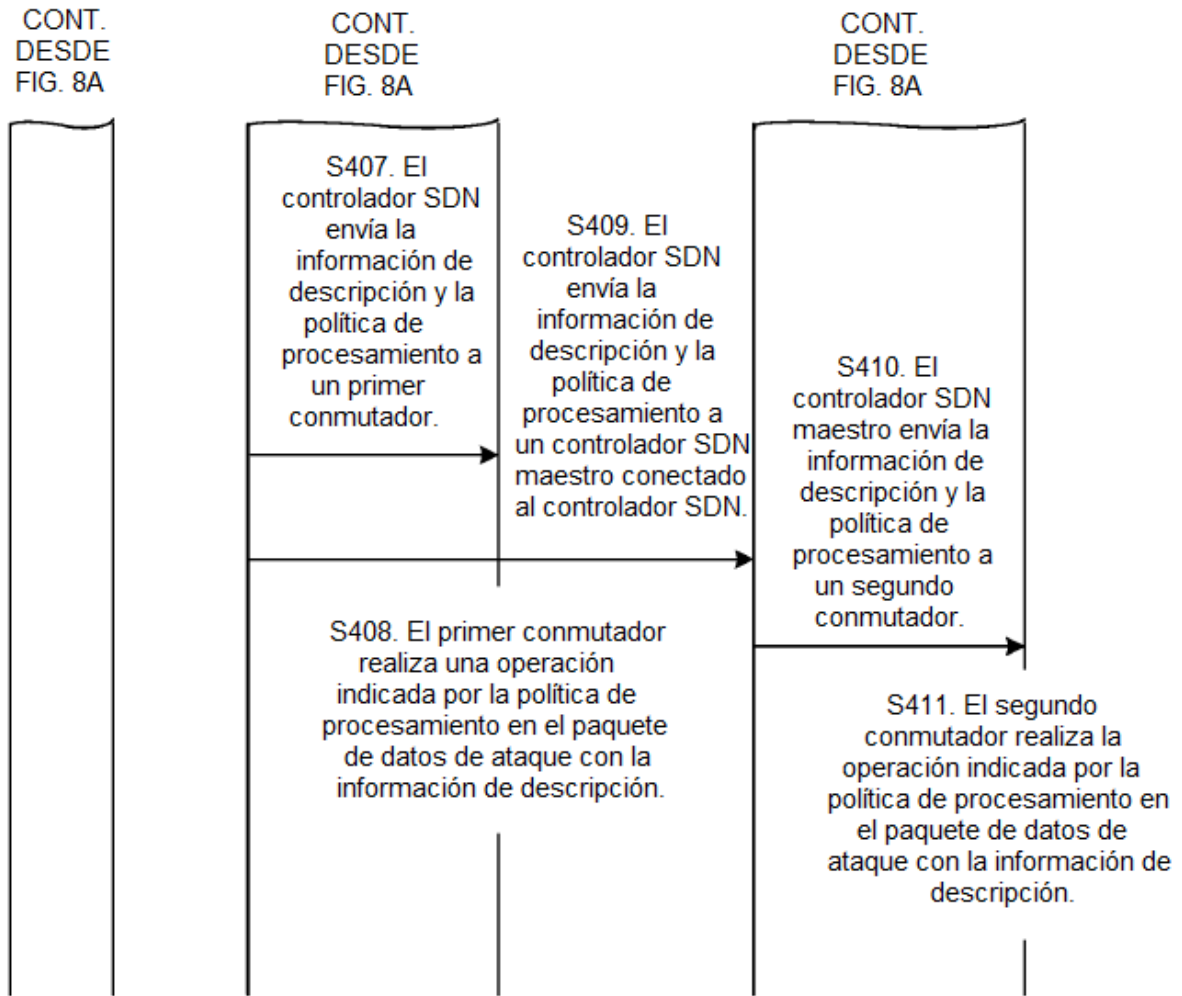 CONT.
DESDE
FIG. 8A
CONT.
DESDE
FIG. 8A
CONT.
DESDE
FIG. 8A
S407. El
controlador SDN
envía la
información de
descripción y la
política de
procesamiento a
un primer
conmutador.
S409. El
controlador SDN
envía la
información de
descripción y la
política de
procesamiento a
un controlador SDN
maestro conectado
al controlador SDN.
S410. El
controlador SDN
maestro envía la
información de
descripción y la
política de
procesamiento a
un segundo
conmutador.
S408. El primer conmutador
realiza una operación
indicada por la política de
procesamiento en el paquete
de datos de ataque con la
información de descripción.
S411. El segundo
conmutador realiza la
operación indicada por la
política de procesamiento en
el paquete de datos de
ataque con la información de
descripción.